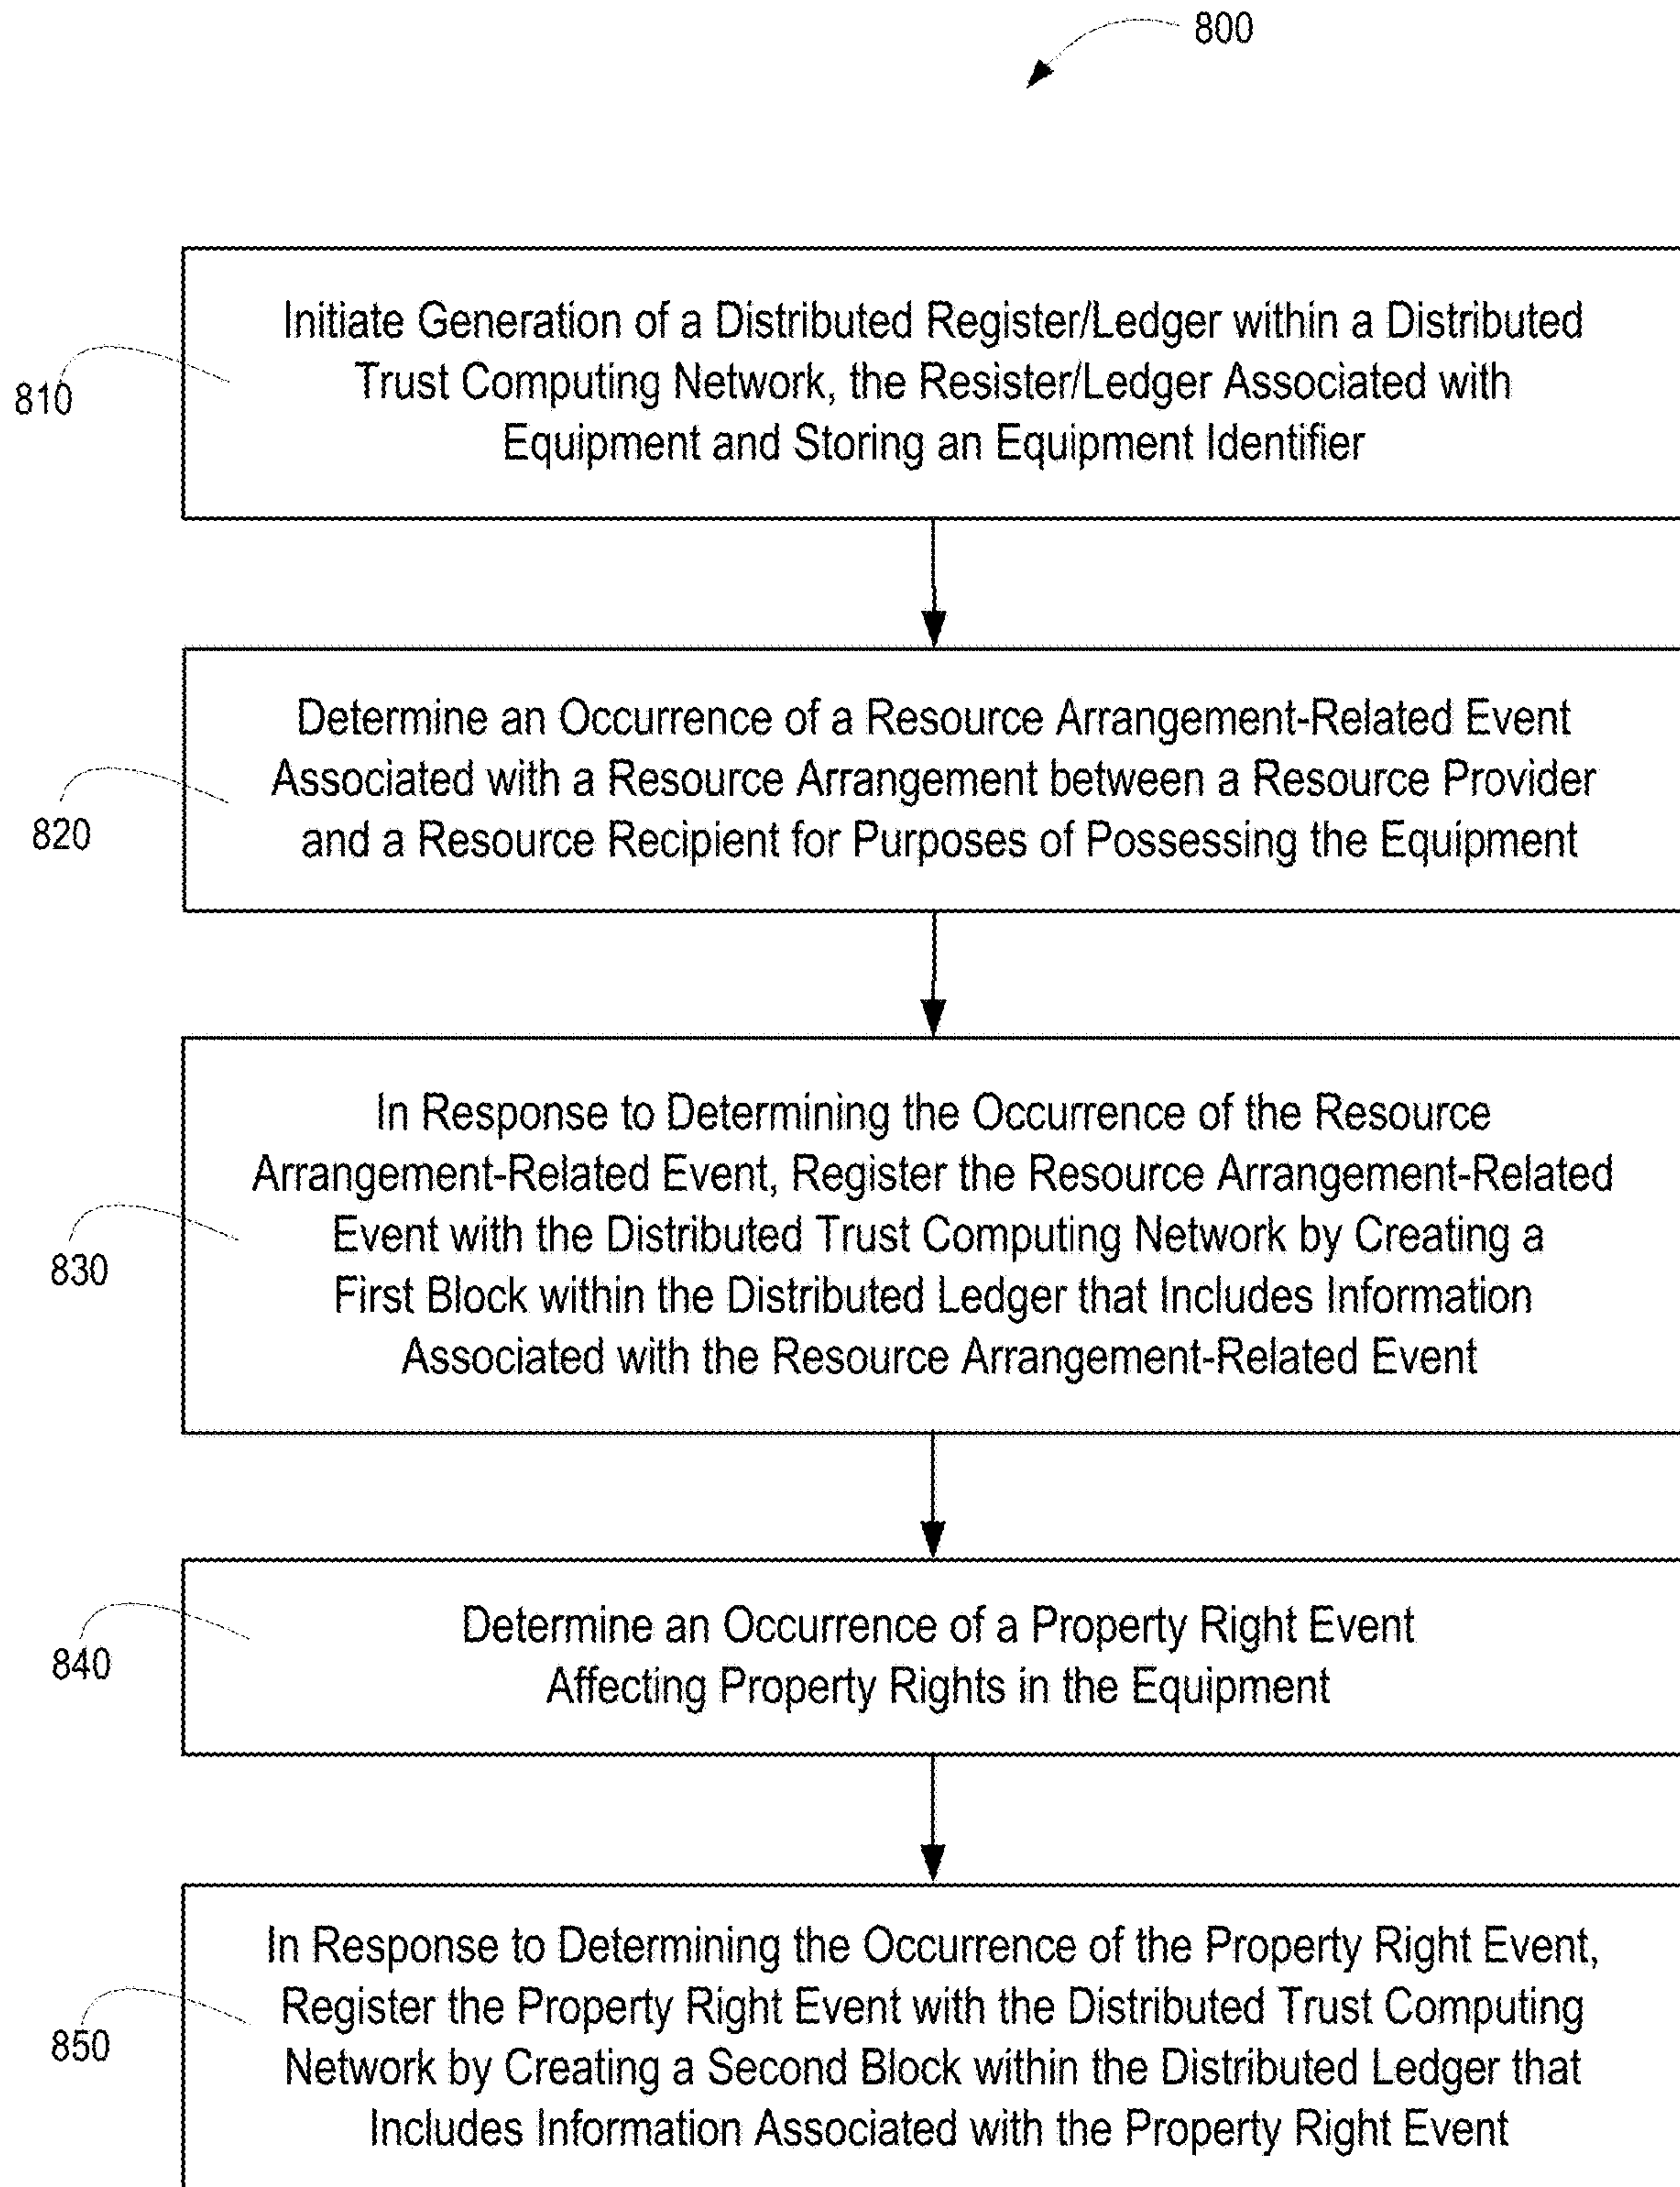 800
Initiate Generation of a Distributed Register/Ledger within a Distributed
Trust Computing Network, the Resister/Ledger Associated with
Equipment and Storing an Equipment Identifier
810
Determine an Occurrence of a Resource Arrangement-Related Event
Associated with a Resource Arrangement between a Resource Provider
and a Resource Recipient for Purposes of Possessing the Equipment
820
In Response to Determining the Occurrence of the Resource
Arrangement-Related Event, Register the Resource Arrangement-Related
Event with the Distributed Trust Computing Network by Creating a
First Block within the Distributed Ledger that Includes Information
Associated with the Resource Arrangement-Related Event
830
Determine an Occurrence of a Property Right Event
Affecting Property Rights in the Equipment
840
In Response to Determining the Occurrence of the Property Right Event,
Register the Property Right Event with the Distributed Trust Computing
Network by Creating a Second Block within the Distributed Ledger that
Includes Information Associated with the Property Right Event
850